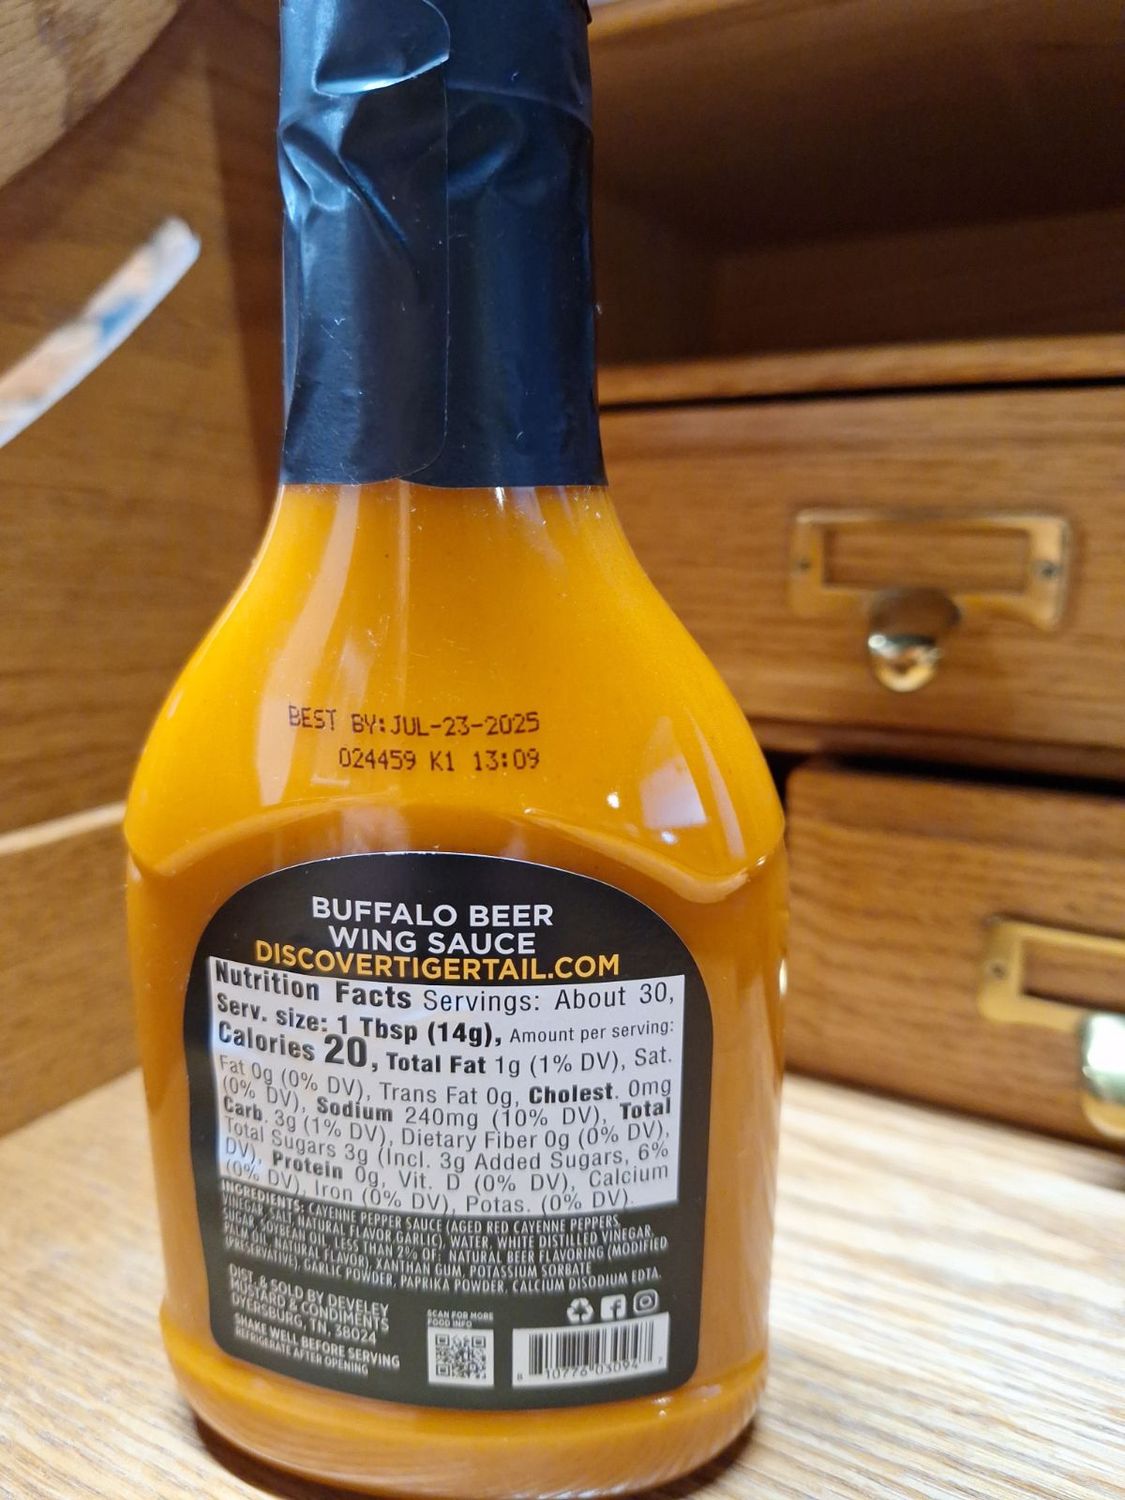 BEST BY:JUL-23-2025
024459 K1 13:09
BUFFALO BEER
WING SAUCE
DISCOVERTIGERTAIL.COM
Nutrition Facts Servings: About 30,
Serv. size: 1 Tbsp (14g), Amount per serving:
Calories 20, Total Fat 1g (1% DV), Sat.
Fat 0g (0% DV), Trans Fat 0g, Cholest. 0mg
(0% DV), Sodium 240mg (10% DV), Total
Carb. 3g (1% DV), Dietary Fiber 0g (0% DV),
Total Sugars 3g (Incl. 3g Added Sugars, 6%
DV), Protein 0g, Vit. D (0% DV), Calcium
(0% DV), Iron (0% DV), Potas. (0% DV).
INGREDIENTS: CAYENNE PEPPER SAUCE (AGED RED CAYENNE PEPPERS,
VINEGAR, SALT, NATURAL FLAVOR, GARLIC), WATER, WHITE DISTILLED VINEGAR,
SUGAR, SOYBEAN OIL, LESS THAN 2% OF: NATURAL BEER FLAVORING (MODIFIED
PALM OIL, NATURAL FLAVOR), XANTHAN GUM, POTASSIUM SORBATE
(PRESERVATIVE), GARLIC POWDER, PAPRIKA POWDER, CALCIUM DISODIUM EDTA.
DIST. & SOLD BY DEVELEY
MUSTARD & CONDIMENTS
DYERSBURG, TN, 38024
SHAKE WELL BEFORE SERVING
REFRIGERATE AFTER OPENING
SCAN FOR MORE
FOOD INFO
8 10776 03094 7